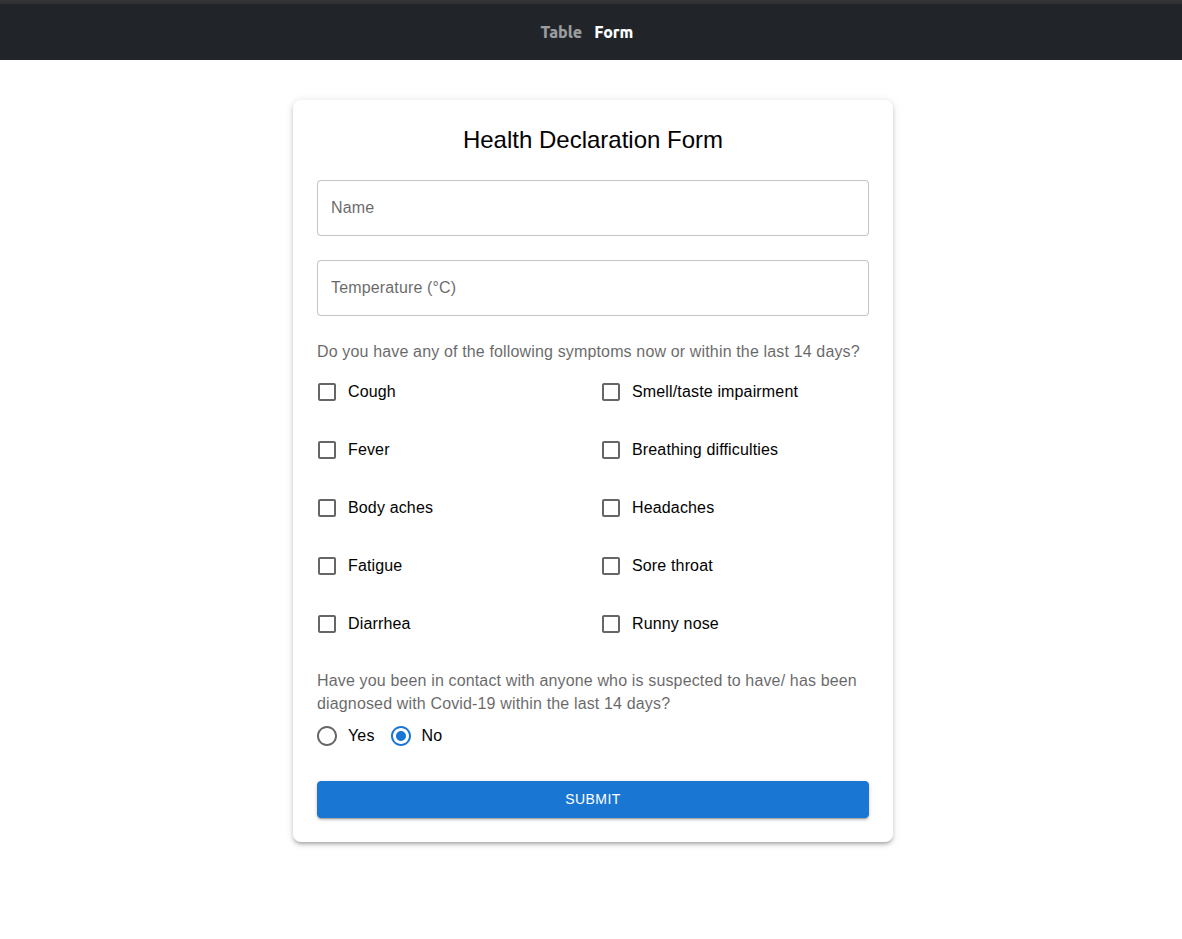 Table Form
Health Declaration Form
Name
Temperature (°C)
Do you have any of the following symptoms now or within the last 14 days?
Cough Smell/taste impairment
Fever Breathing difficulties
Body aches Headaches
Fatigue Sore throat
Diarrhea Runny nose
Have you been in contact with anyone who is suspected to have/ has been
diagnosed with Covid-19 within the last 14 days?
Yes No
SUBMIT